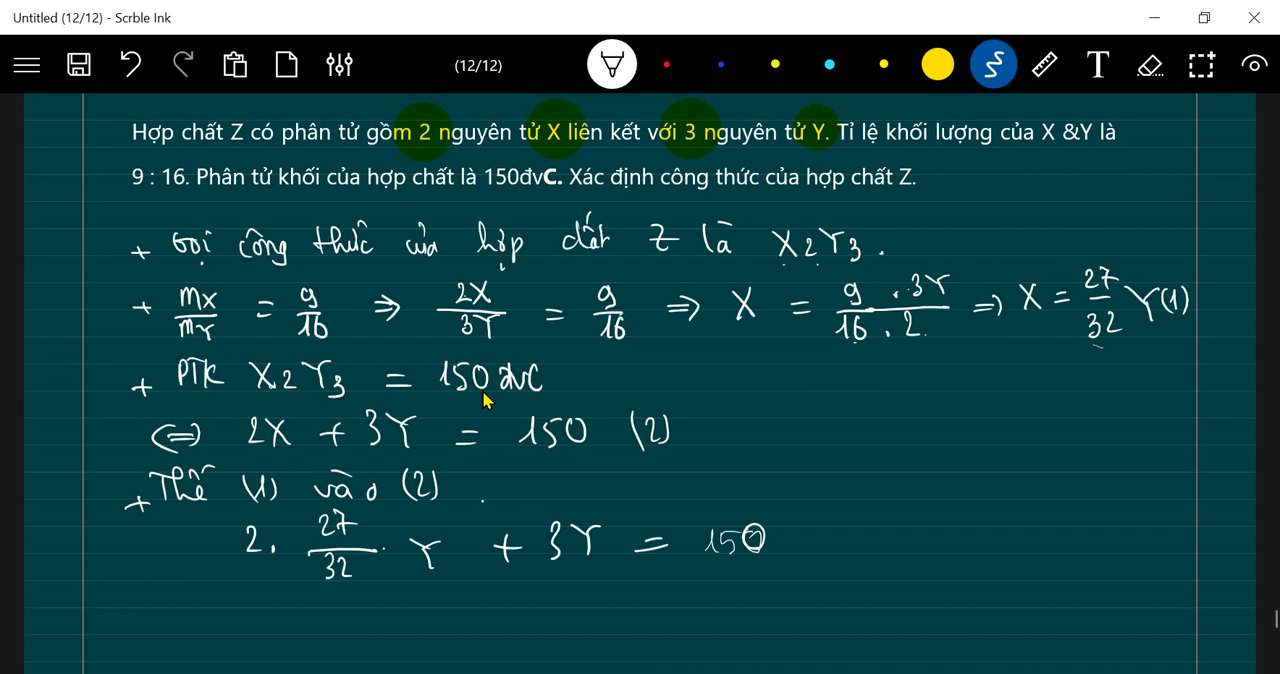 Untitled (12/12) - Scrble Ink
(12/12)
T
Hợp chất Z có phân tử gồm 2 nguyên tử X liên kết với 3 nguyên tử Y. Tỉ lệ khối lượng của X &Y là
9 : 16. Phân tử khối của hợp chất là 150đvC. Xác định công thức của hợp chất Z.
+ Gọi công thức của hợp chất Z là X2Y3.
+ mX/mY = 9/16 => 2X/3Y = 9/16 => X = 9.3Y/16.2 => X = 27/32 Y(1)
+ PTK X2Y3 = 150 đvC
<=> 2X + 3Y = 150 (2)
+ Thế (1) vào (2)
2. 27/32 . Y + 3Y = 150